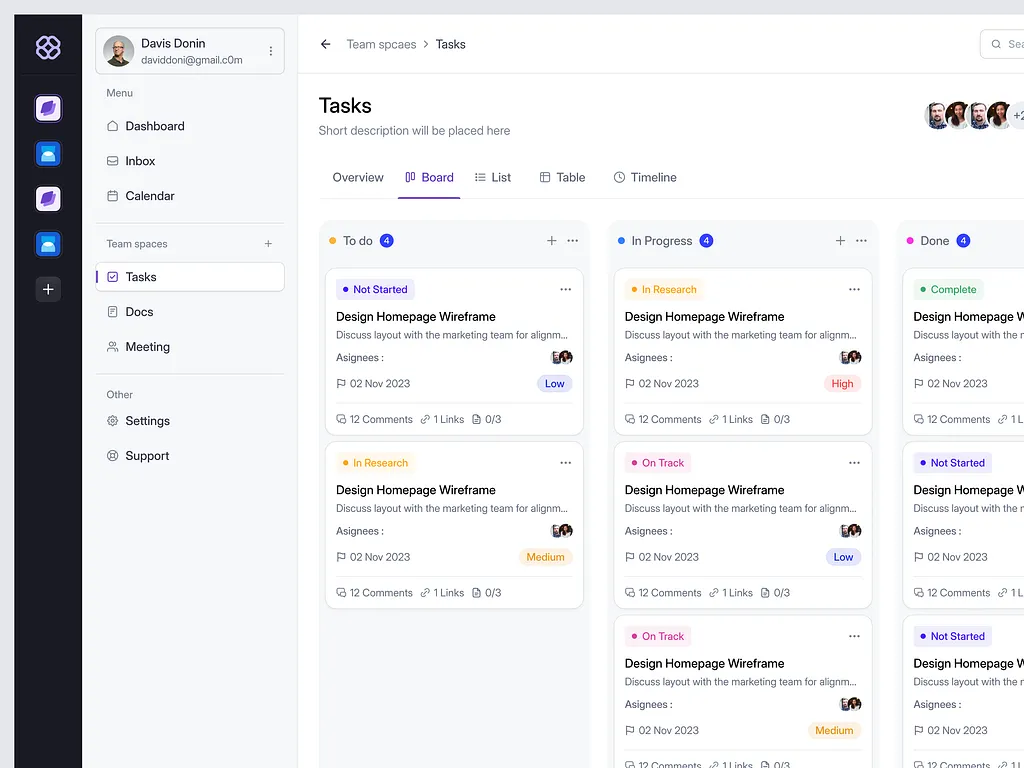 Davis Donin
daviddoni@gmail.c0m
Menu
Dashboard
Inbox
Calendar
Team spaces
Tasks
Docs
Meeting
Other
Settings
Support
Team spcaes > Tasks
Tasks
Short description will be placed here
+2
Overview
Board
List
Table
Timeline
To do 4
Not Started
Design Homepage Wireframe
Discuss layout with the marketing team for alignm...
Asignees :
02 Nov 2023
Low
12 Comments 1 Links 0/3
In Research
Design Homepage Wireframe
Discuss layout with the marketing team for alignm...
Asignees :
02 Nov 2023
Medium
12 Comments 1 Links 0/3
In Progress 4
In Research
Design Homepage Wireframe
Discuss layout with the marketing team for alignm...
Asignees :
02 Nov 2023
High
12 Comments 1 Links 0/3
On Track
Design Homepage Wireframe
Discuss layout with the marketing team for alignm...
Asignees :
02 Nov 2023
Low
12 Comments 1 Links 0/3
On Track
Design Homepage Wireframe
Discuss layout with the marketing team for alignm...
Asignees :
02 Nov 2023
Medium
12 Comments 1 Links 0/3
Done 4
Complete
Design Homepage
Discuss layout with the
Asignees :
02 Nov 2023
12 Comments 1
Not Started
Design Homepage
Discuss layout with the
Asignees :
02 Nov 2023
12 Comments 1
Not Started
Design Homepage
Discuss layout with the
Asignees :
02 Nov 2023
12 Comments 1